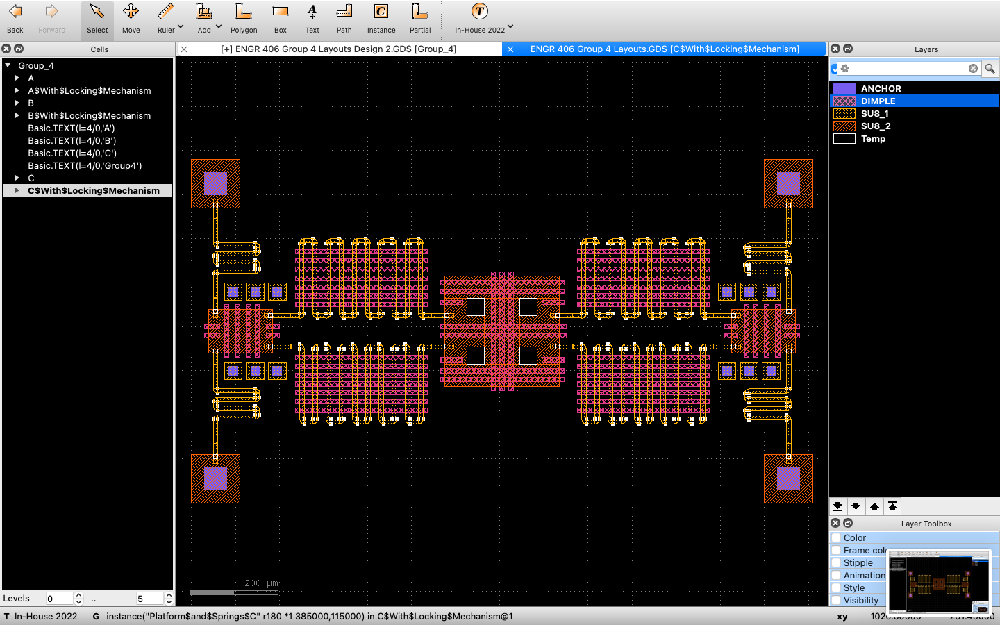 Back
Forward
Select
Move
Ruler
Add
Polygon
Box
Text
Path
Instance
Partial
In-House 2022
Cells
[+] ENGR 406 Group 4 Layouts Design 2.GDS [Group_4]
ENGR 406 Group 4 Layouts.GDS [C$With$Locking$Mechanism]
Layers
Group_4
A
A$With$Locking$Mechanism
B
B$With$Locking$Mechanism
Basic.TEXT(l=4/0,'A')
Basic.TEXT(l=4/0,'B')
Basic.TEXT(l=4/0,'C')
Basic.TEXT(l=4/0,'Group4')
C
C$With$Locking$Mechanism
ANCHOR
DIMPLE
SU8_1
SU8_2
Temp
200 µm
Layer Toolbox
Color
Frame
Stipple
Animation
Style
Visibility
Levels 0 .. 5
T In-House 2022 G instance("Platform$and$Springs$C" r180 *1 385000,115000) in C$With$Locking$Mechanism@1 xy